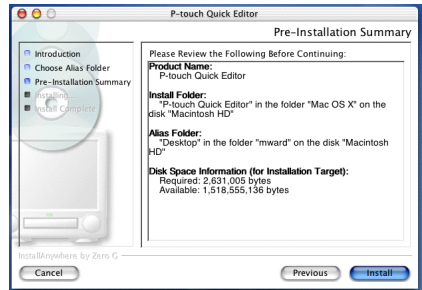 P-touch Quick Editor
Pre-Installation Summary
Introduction
Choose Alias Folder
Pre-Installation Summary
Installing...
Install Complete
Please Review the Following Before Continuing:
Product Name:
P-touch Quick Editor
Install Folder:
"P-touch Quick Editor" in the folder "Mac OS X" on the
disk "Macintosh HD"
Alias Folder:
"Desktop" in the folder "mward" on the disk "Macintosh
HD"
Disk Space Information (for Installation Target):
Required: 2,631,005 bytes
Available: 1,518,555,136 bytes
InstallAnywhere by Zero G
Cancel
Previous
Install